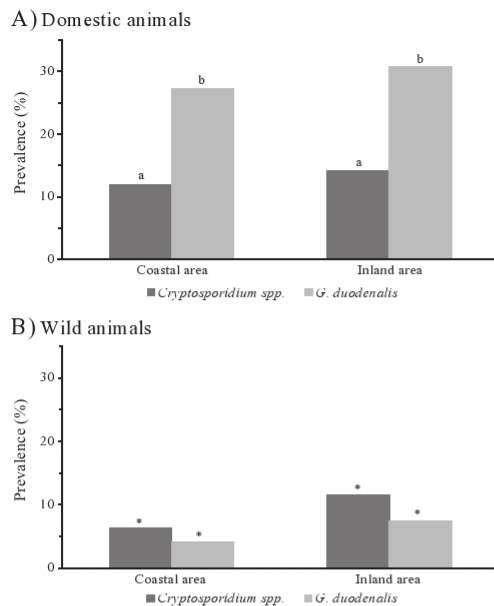 A) Domestic animals
Prevalence (%)
30
20
10
0
a
b
a
b
Coastal area
Inland area
Cryptosporidium spp.
G. duodenalis
B) Wild animals
Prevalence (%)
30
20
10
0
*
*
*
*
Coastal area
Inland area
Cryptosporidium spp.
G. duodenalis